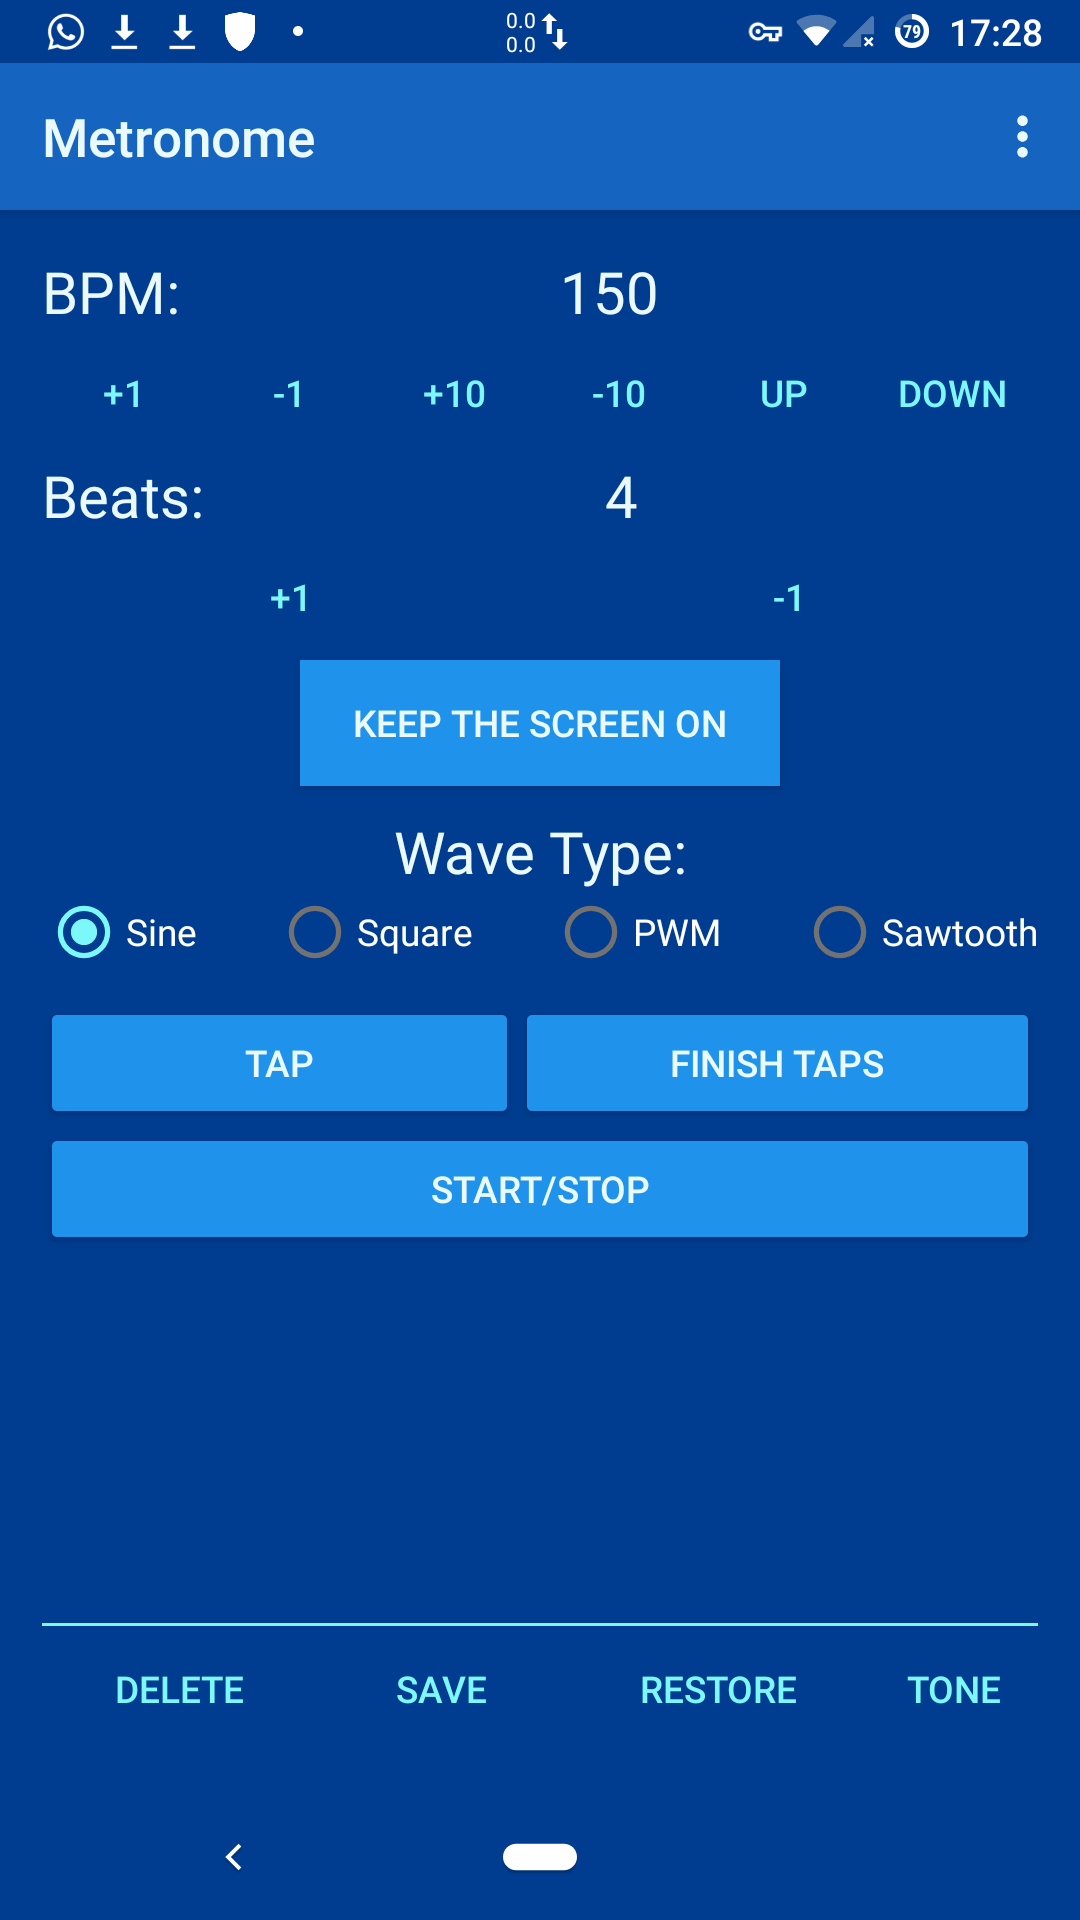 0.0
0.0
79 17:28
Metronome
BPM: 150
+1 -1 +10 -10 UP DOWN
Beats: 4
+1 -1
KEEP THE SCREEN ON
Wave Type:
Sine Square PWM Sawtooth
TAP FINISH TAPS
START/STOP
DELETE SAVE RESTORE TONE